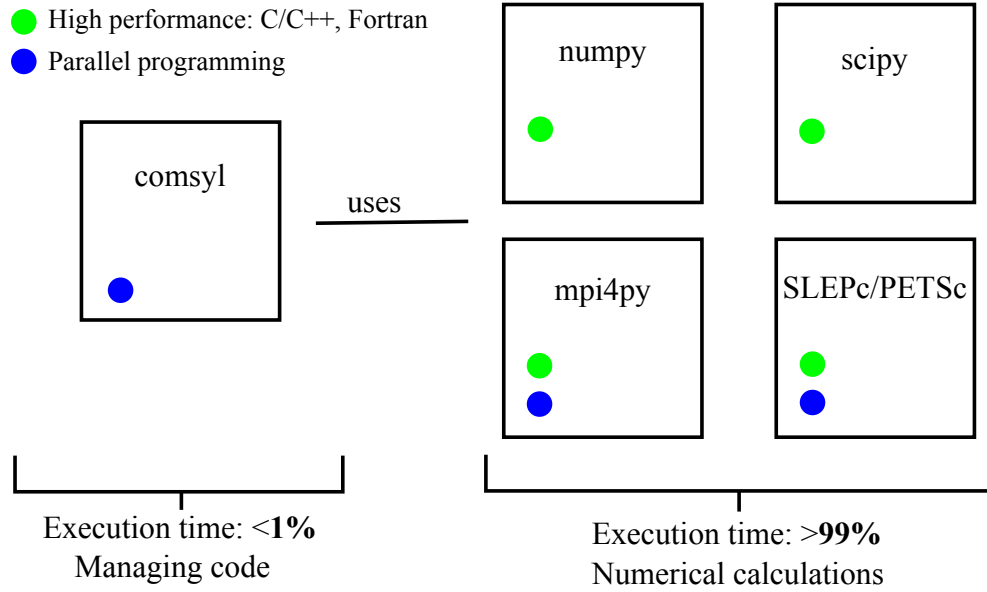 High performance: C/C++, Fortran
Parallel programming
comsyl
uses
numpy
scipy
mpi4py
SLEPc/PETSc
Execution time: <1%
Managing code
Execution time: >99%
Numerical calculations